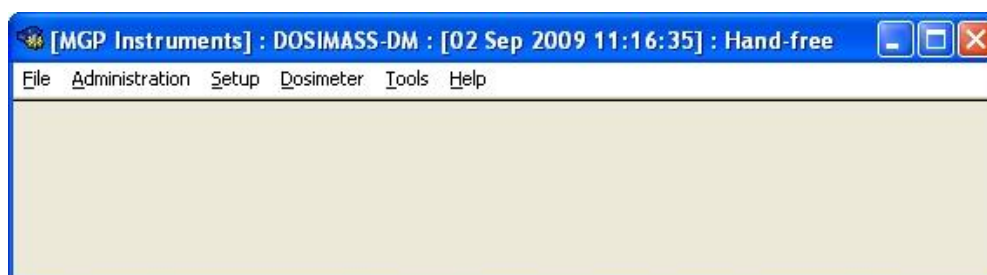 [MGP Instruments] : DOSIMASS-DM : [02 Sep 2009 11:16:35] : Hand-free
File Administration Setup Dosimeter Tools Help